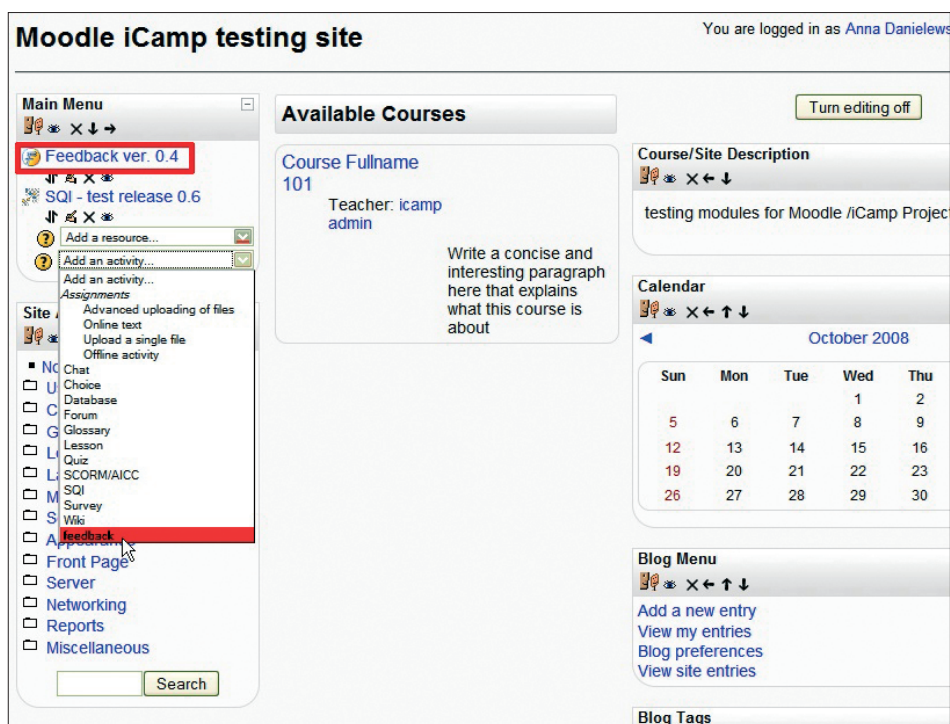 Moodle iCamp testing site
You are logged in as Anna Danielews
Main Menu
Feedback ver. 0.4
SQI - test release 0.6
Add a resource...
Add an activity...
Add an activity...
Assignments
Advanced uploading of files
Online text
Upload a single file
Offline activity
Chat
Choice
Database
Forum
Glossary
Lesson
Quiz
SCORM/AICC
SQI
Survey
Wiki
feedback
Site
Front Page
Server
Networking
Reports
Miscellaneous
Search
Available Courses
Course Fullname
101
Teacher: icamp
admin
Write a concise and
interesting paragraph
here that explains
what this course is
about
Turn editing off
Course/Site Description
testing modules for Moodle /iCamp Project
Calendar
October 2008
Sun Mon Tue Wed Thu
1 2
5 6 7 8 9
12 13 14 15 16
19 20 21 22 23
26 27 28 29 30
Blog Menu
Add a new entry
View my entries
Blog preferences
View site entries
Blog Tags